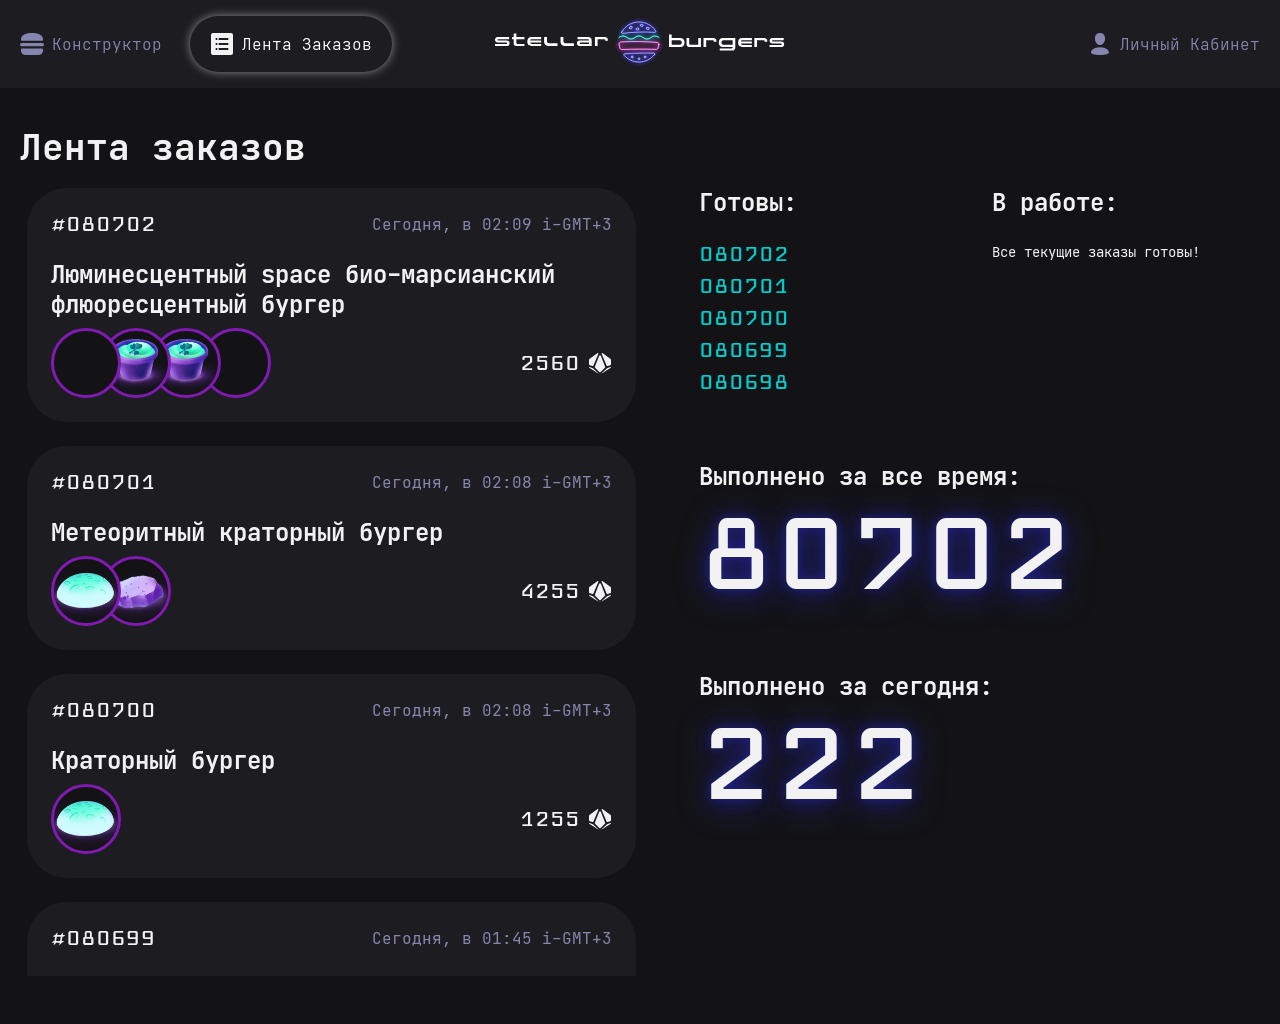 Конструктор
Лента Заказов
stellar burgers
Личный Кабинет
Лента заказов
#080702
Сегодня, в 02:09 i-GMT+3
Люминесцентный space био-марсианский
флюоресцентный бургер
2560
#080701
Сегодня, в 02:08 i-GMT+3
Метеоритный краторный бургер
4255
#080700
Сегодня, в 02:08 i-GMT+3
Краторный бургер
1255
#080699
Сегодня, в 01:45 i-GMT+3
Готовы:
080702
080701
080700
080699
080698
В работе:
Все текущие заказы готовы!
Выполнено за все время:
80702
Выполнено за сегодня:
222